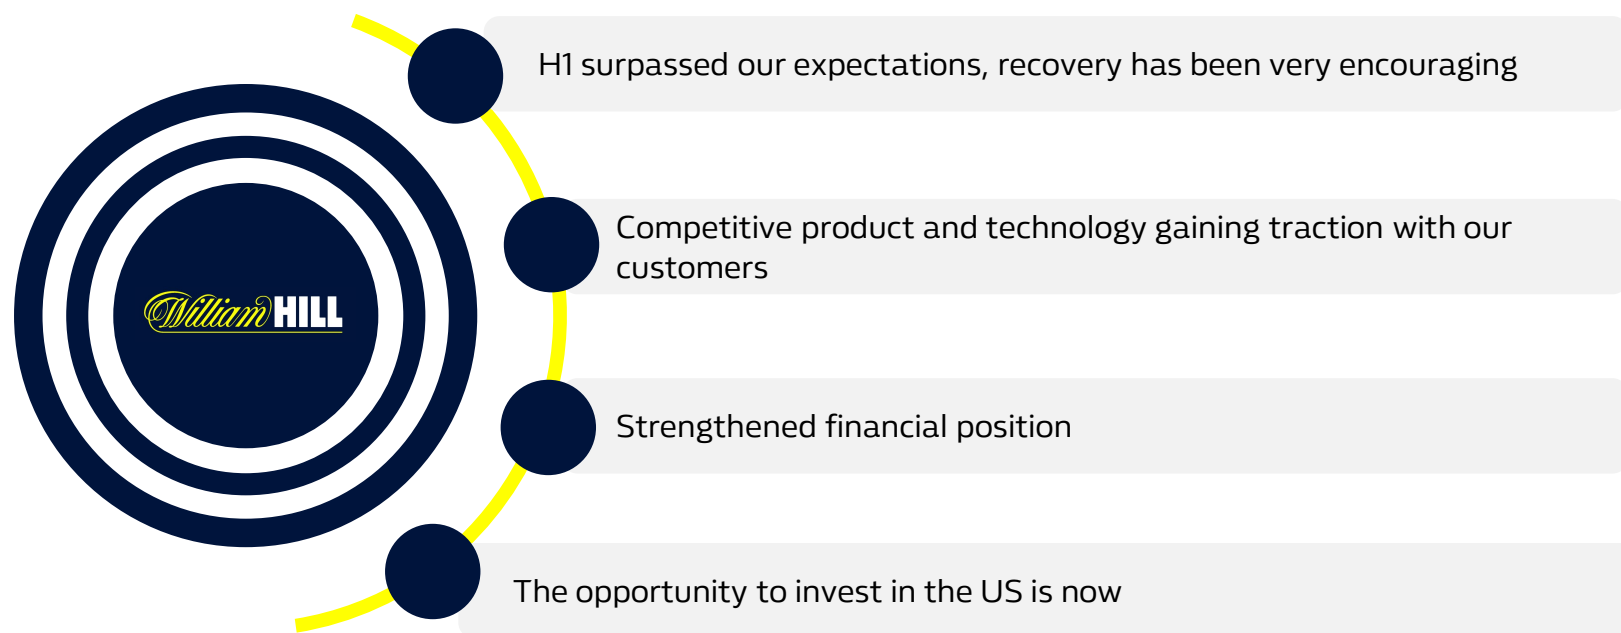 H1 surpassed our expectations, recovery has been very encouraging
Competitive product and technology gaining traction with our
customers
William HILL
Strengthened financial position
The opportunity to invest in the US is now